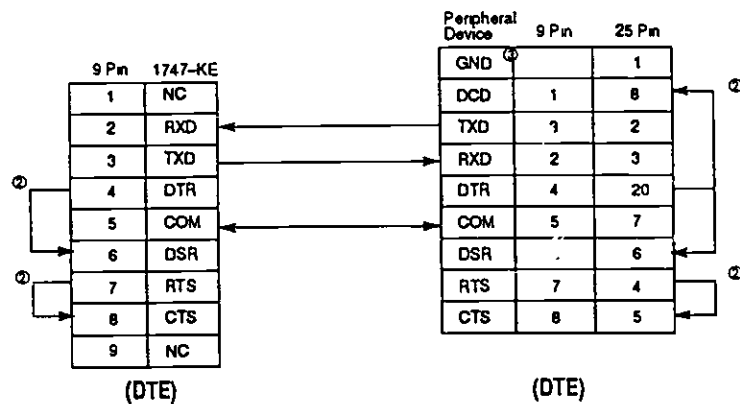 9 Pin 1747-KE
1 NC
2 RXD
3 TXD
② 4 DTR
5 COM
6 DSR
② 7 RTS
8 CTS
9 NC
(DTE)
Peripheral
Device 9 Pin 25 Pin
GND 1
DCD 1 8 ②
TXD 3 2
RXD 2 3
DTR 4 20
COM 5 7
DSR 6
RTS 7 4 ②
CTS 8 5
(DTE)